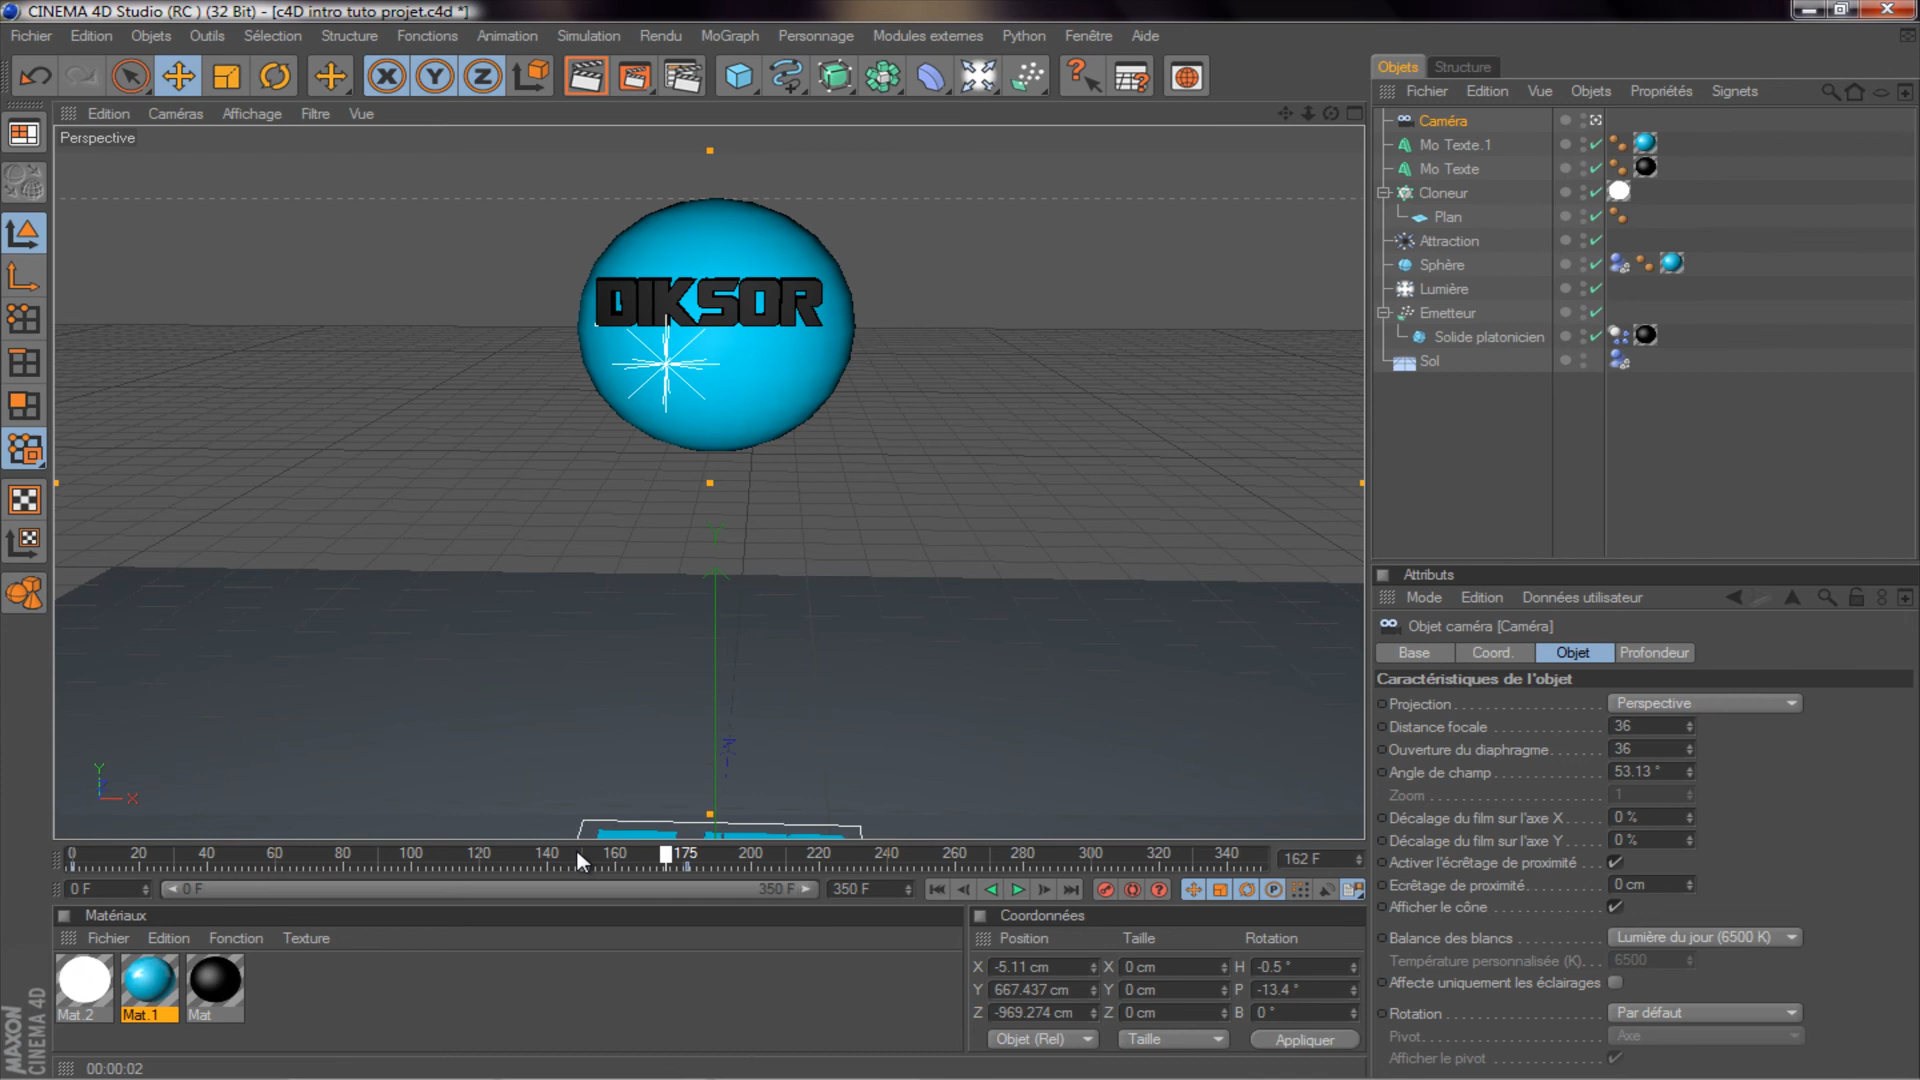 CINEMA 4D Studio (RC ) (32 Bit) - [c4D intro tuto projet.c4d *]
Fichier Edition Objets Outils Sélection Structure Fonctions Animation Simulation Rendu MoGraph Personnage Modules externes Python Fenêtre Aide
X Y Z
Edition Caméras Affichage Filtre Vue
Perspective
DIKSOR
Y
Z
Y
X
0 20 40 60 80 100 120 140 160 175 200 220 240 260 280 300 320 340 162 F
0 F 0 F 350 F 350 F
Matériaux
Fichier Edition Fonction Texture
Mat.2 Mat.1 Mat
MAXON
CINEMA 4D
00:00:02
Coordonnées
Position Taille Rotation
X -5.11 cm X 0 cm H -0.5 °
Y 667.437 cm Y 0 cm P -13.4 °
Z -969.274 cm Z 0 cm B 0 °
Objet (Rel) Taille Appliquer
Objets Structure
Fichier Edition Vue Objets Propriétés Signets
Caméra
Mo Texte.1
Mo Texte
Cloneur
Plan
Attraction
Sphère
Lumière
Emetteur
Solide platonicien
Sol
Attributs
Mode Edition Données utilisateur
Objet caméra [Caméra]
Base Coord. Objet Profondeur
Caractéristiques de l'objet
Projection Perspective
Distance focale 36
Ouverture du diaphragme 36
Angle de champ 53.13 °
Zoom 1
Décalage du film sur l'axe X 0 %
Décalage du film sur l'axe Y 0 %
Activer l'écrêtage de proximité
Ecrêtage de proximité 0 cm
Afficher le cône
Balance des blancs Lumière du jour (6500 K)
Température personnalisée (K) 6500
Affecte uniquement les éclairages
Rotation Par défaut
Pivot Axe
Afficher le pivot